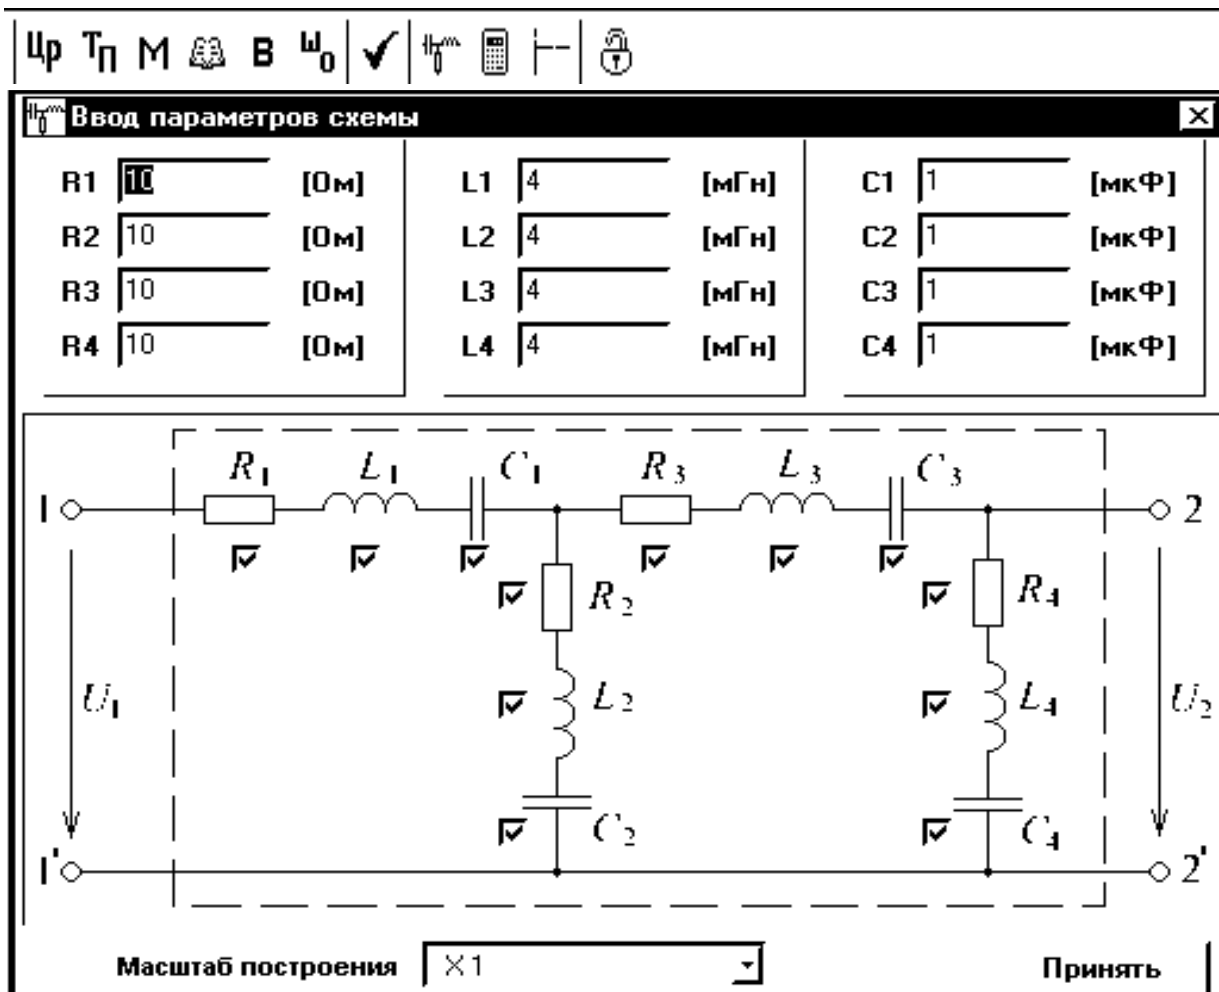 Цр Тп М В Шо
Ввод параметров схемы
R1 10 [Ом] L1 4 [мГн] C1 1 [мкФ]
R2 10 [Ом] L2 4 [мГн] C2 1 [мкФ]
R3 10 [Ом] L3 4 [мГн] C3 1 [мкФ]
R4 10 [Ом] L4 4 [мГн] C4 1 [мкФ]
R1 L1 C1 R3 L3 C3
1 2
R2 R4
U1 L2 L4 U2
C2 C4
1' 2'
Масштаб построения X1 Принять